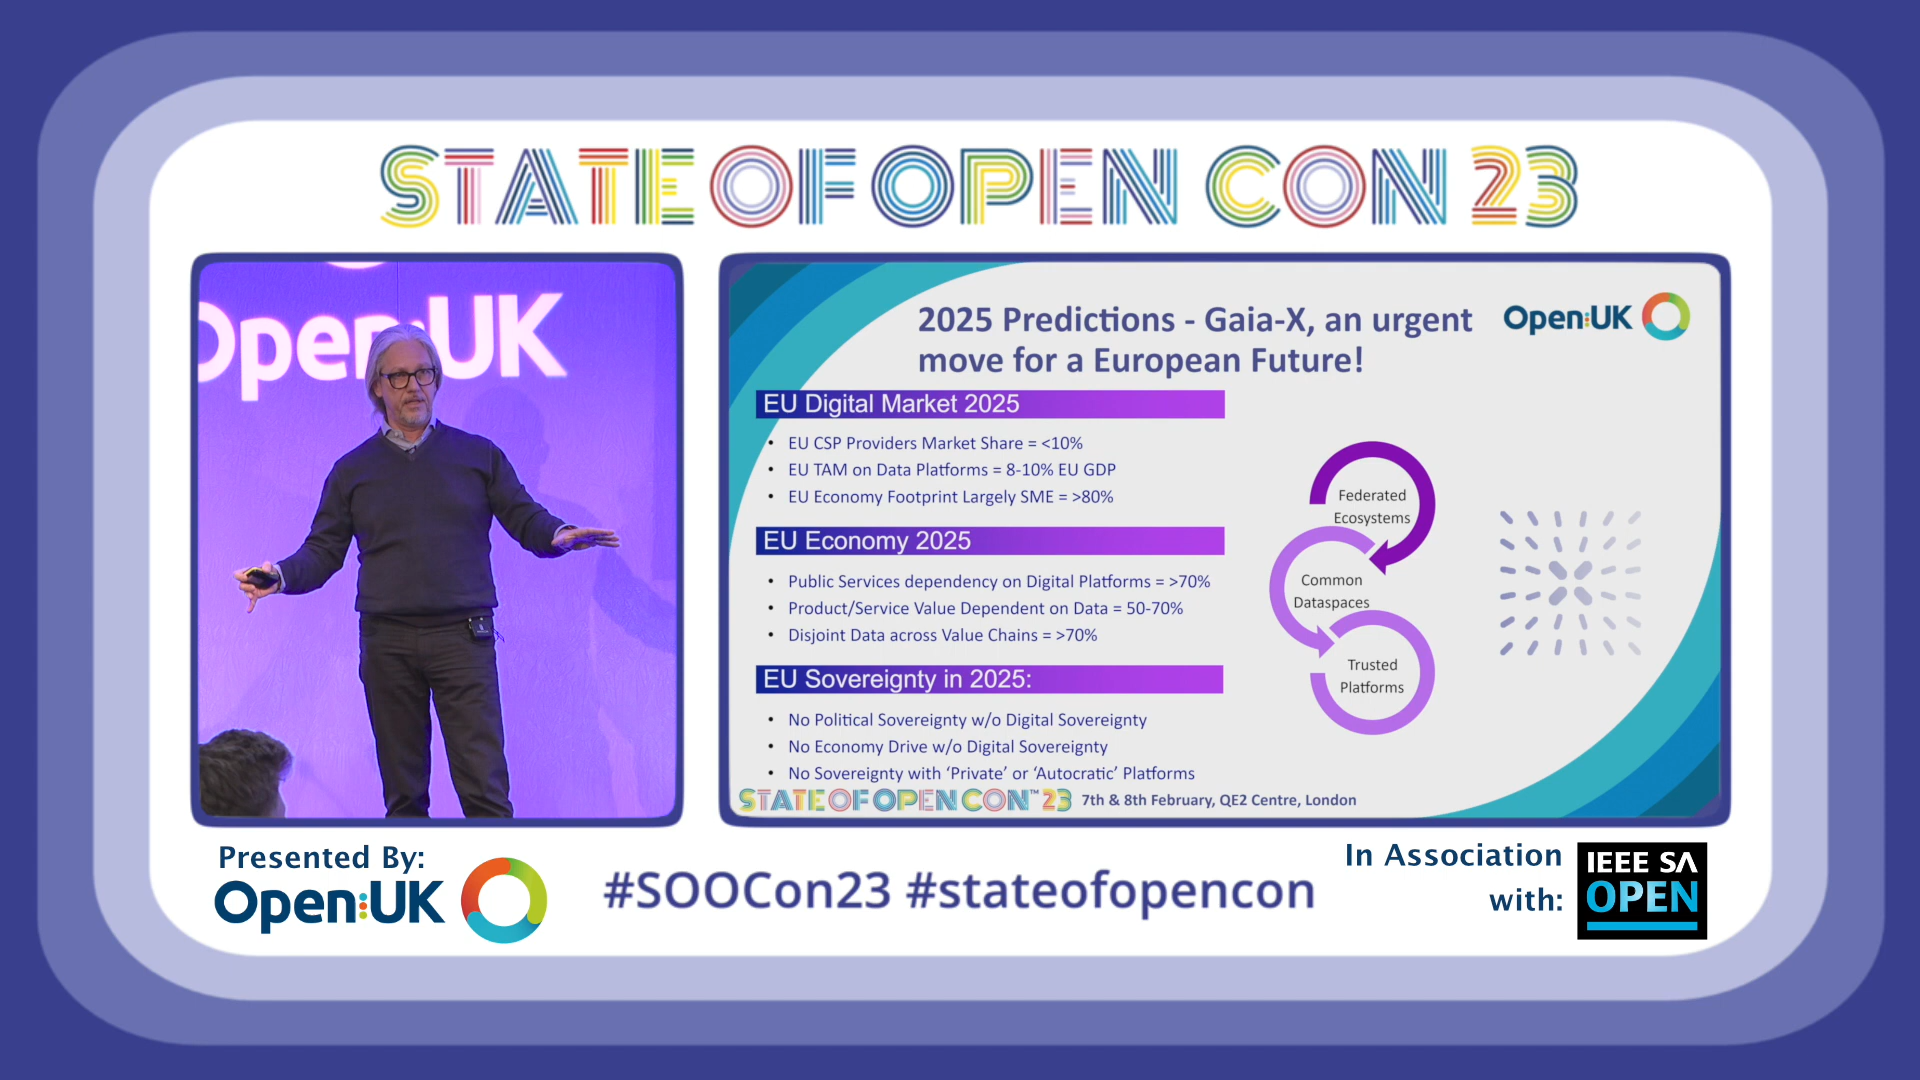 STATE OF OPEN CON 23
Open:UK
2025 Predictions - Gaia-X, an urgent
move for a European Future!
Open:UK
EU Digital Market 2025
• EU CSP Providers Market Share = <10%
• EU TAM on Data Platforms = 8-10% EU GDP
• EU Economy Footprint Largely SME = >80%
EU Economy 2025
• Public Services dependency on Digital Platforms = >70%
• Product/Service Value Dependent on Data = 50-70%
• Disjoint Data across Value Chains = >70%
EU Sovereignty in 2025:
• No Political Sovereignty w/o Digital Sovereignty
• No Economy Drive w/o Digital Sovereignty
• No Sovereignty with ‘Private’ or ‘Autocratic’ Platforms
Federated
Ecosystems
Common
Dataspaces
Trusted
Platforms
STATE OF OPEN CON™ 23 7th & 8th February, QE2 Centre, London
Presented By:
Open:UK
#SOOCon23 #stateofopencon
In Association
with:
IEEE SA
OPEN